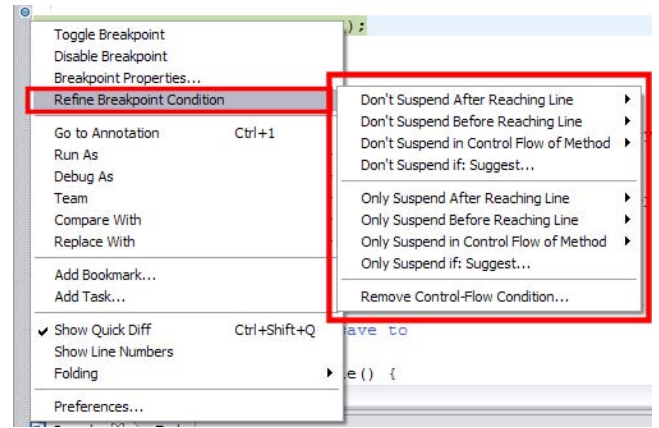 );
Toggle Breakpoint
Disable Breakpoint
Breakpoint Properties...
Refine Breakpoint Condition
Go to Annotation Ctrl+1
Run As
Debug As
Team
Compare With
Replace With
Add Bookmark...
Add Task...
Show Quick Diff Ctrl+Shift+Q
Show Line Numbers
Folding
Preferences...
Don't Suspend After Reaching Line
Don't Suspend Before Reaching Line
Don't Suspend in Control Flow of Method
Don't Suspend if: Suggest...
Only Suspend After Reaching Line
Only Suspend Before Reaching Line
Only Suspend in Control Flow of Method
Only Suspend if: Suggest...
Remove Control-Flow Condition...
ave to
e() {